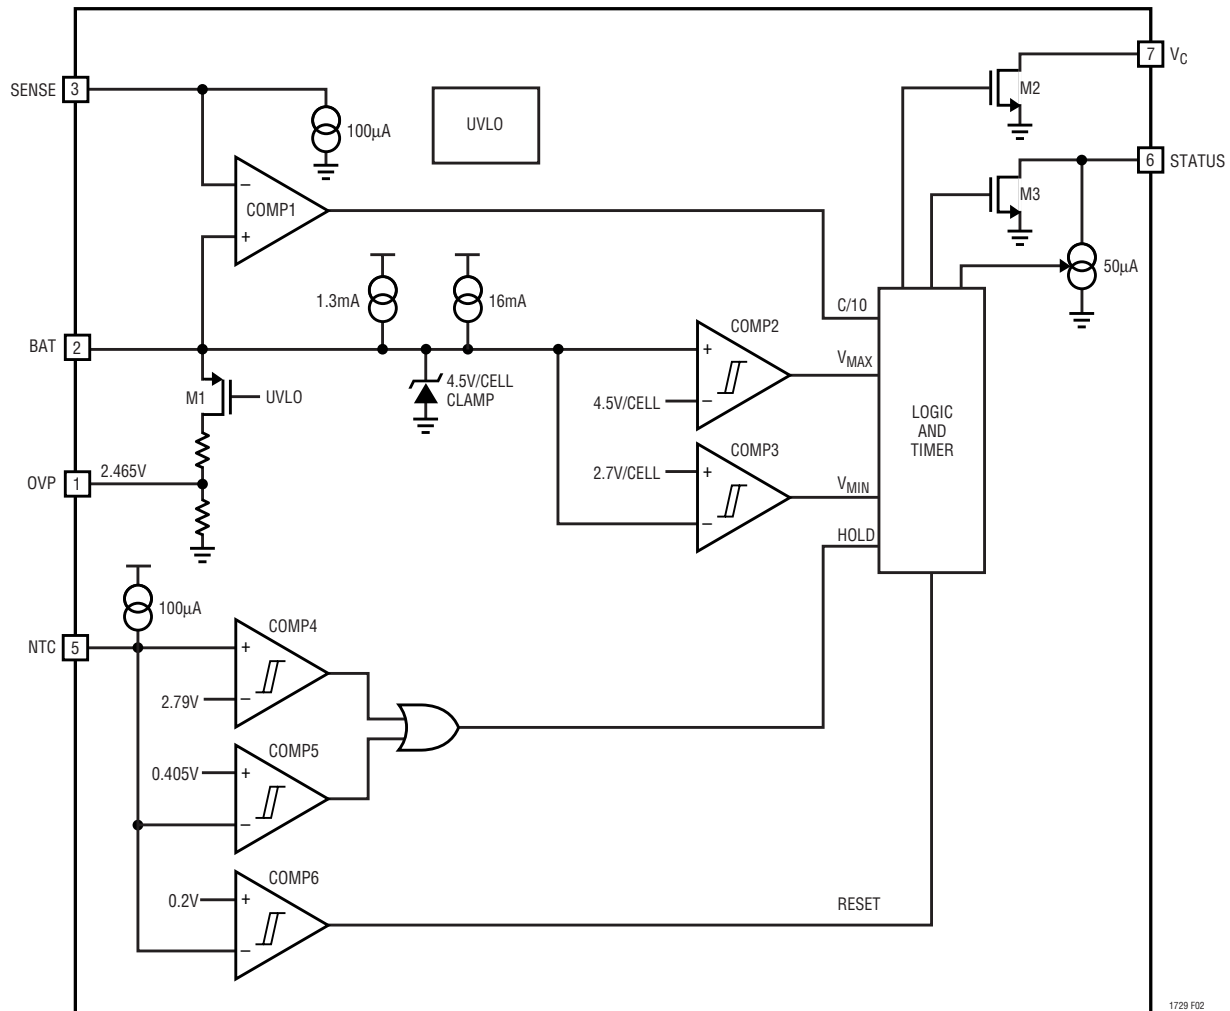 7
V_C
SENSE
3
M2
100µA
UVLO
6
STATUS
COMP1
M3
−
+
50µA
1.3mA
16mA
C/10
BAT
2
COMP2
+
V_MAX
M1
UVLO
4.5V/CELL
CLAMP
4.5V/CELL
−
LOGIC
AND
TIMER
COMP3
OVP
1
2.465V
2.7V/CELL
+
V_MIN
−
HOLD
100µA
NTC
5
COMP4
+
2.79V
−
COMP5
0.405V
+
−
COMP6
0.2V
+
RESET
−
1729 F02